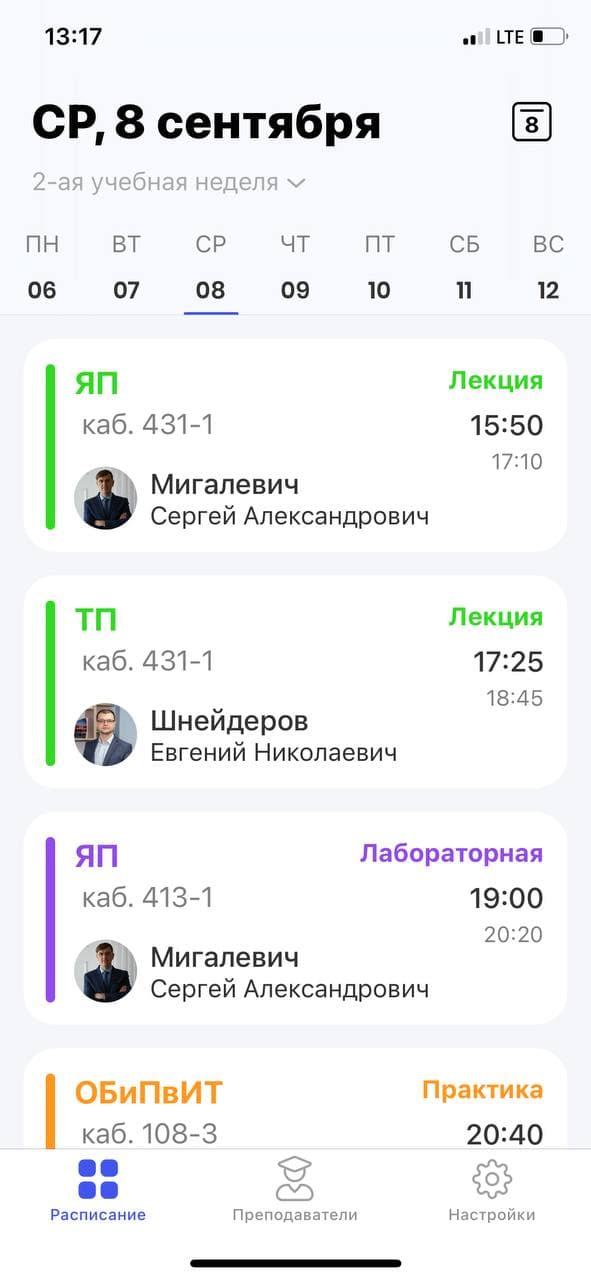 13:17 LTE
СР, 8 сентября 8
2-ая учебная неделя
ПН ВТ СР ЧТ ПТ СБ ВС
06 07 08 09 10 11 12
ЯП Лекция
каб. 431-1 15:50
17:10
Мигалевич
Сергей Александрович
ТП Лекция
каб. 431-1 17:25
18:45
Шнейдеров
Евгений Николаевич
ЯП Лабораторная
каб. 413-1 19:00
20:20
Мигалевич
Сергей Александрович
ОБиПвИТ Практика
каб. 108-3 20:40
Расписание Преподаватели Настройки